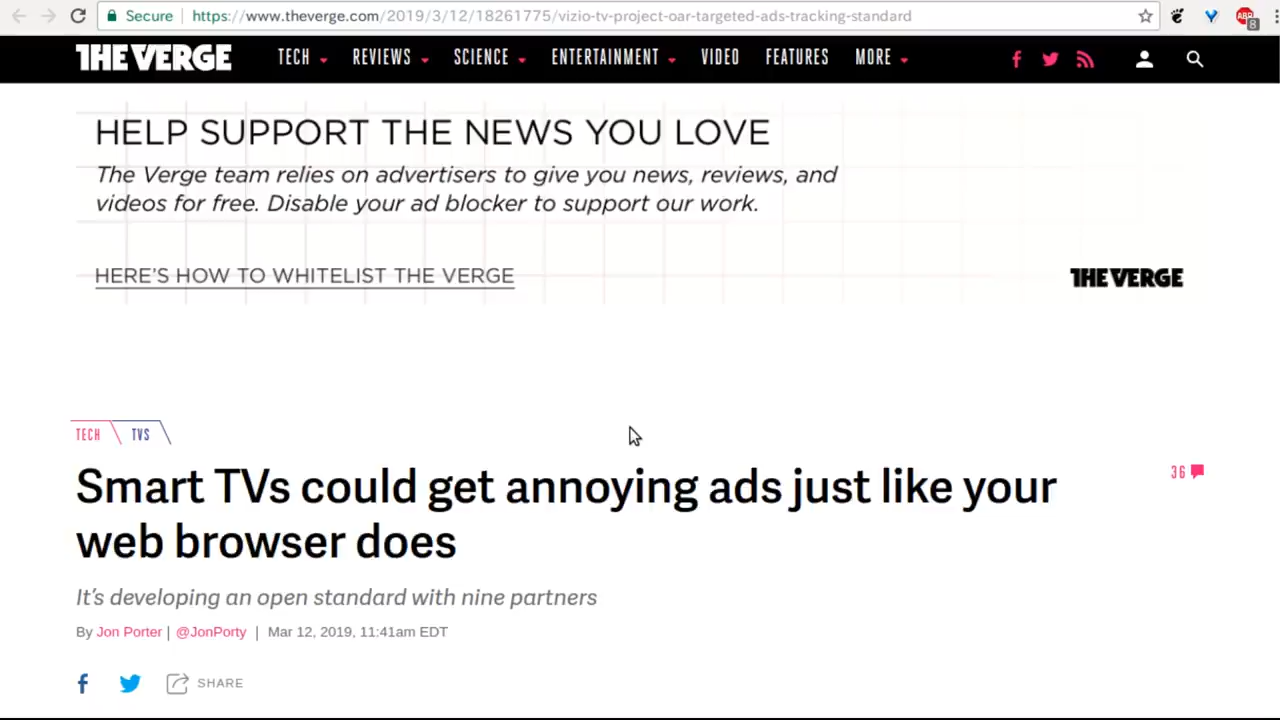 Secure https://www.theverge.com/2019/3/12/18261775/vizio-tv-project-oar-targeted-ads-tracking-standard
ABP 8
THE VERGE TECH REVIEWS SCIENCE ENTERTAINMENT VIDEO FEATURES MORE
HELP SUPPORT THE NEWS YOU LOVE
The Verge team relies on advertisers to give you news, reviews, and
videos for free. Disable your ad blocker to support our work.
HERE'S HOW TO WHITELIST THE VERGE
THE VERGE
TECH TVS
Smart TVs could get annoying ads just like your
web browser does
36
It's developing an open standard with nine partners
By Jon Porter | @JonPorty | Mar 12, 2019, 11:41am EDT
SHARE